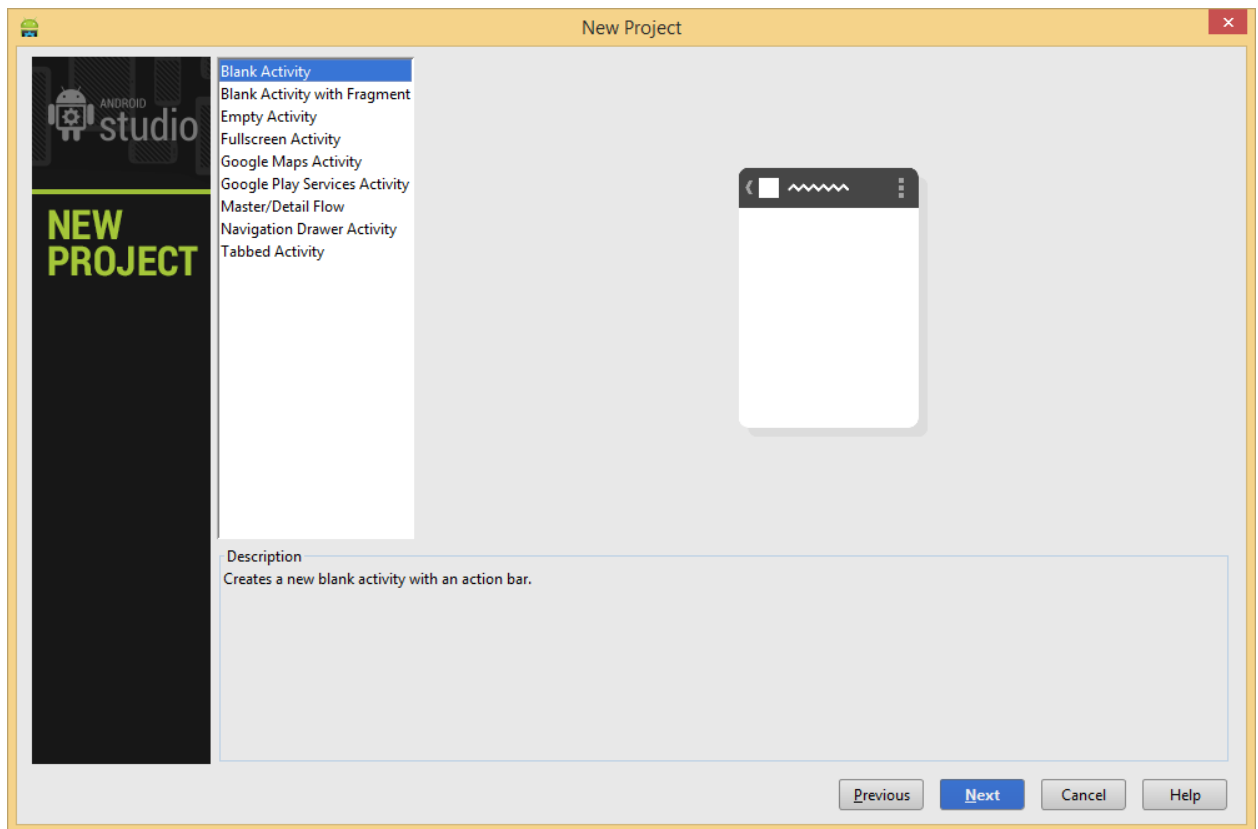 New Project
ANDROID
studio
NEW
PROJECT
Blank Activity
Blank Activity with Fragment
Empty Activity
Fullscreen Activity
Google Maps Activity
Google Play Services Activity
Master/Detail Flow
Navigation Drawer Activity
Tabbed Activity
Description
Creates a new blank activity with an action bar.
Previous Next Cancel Help